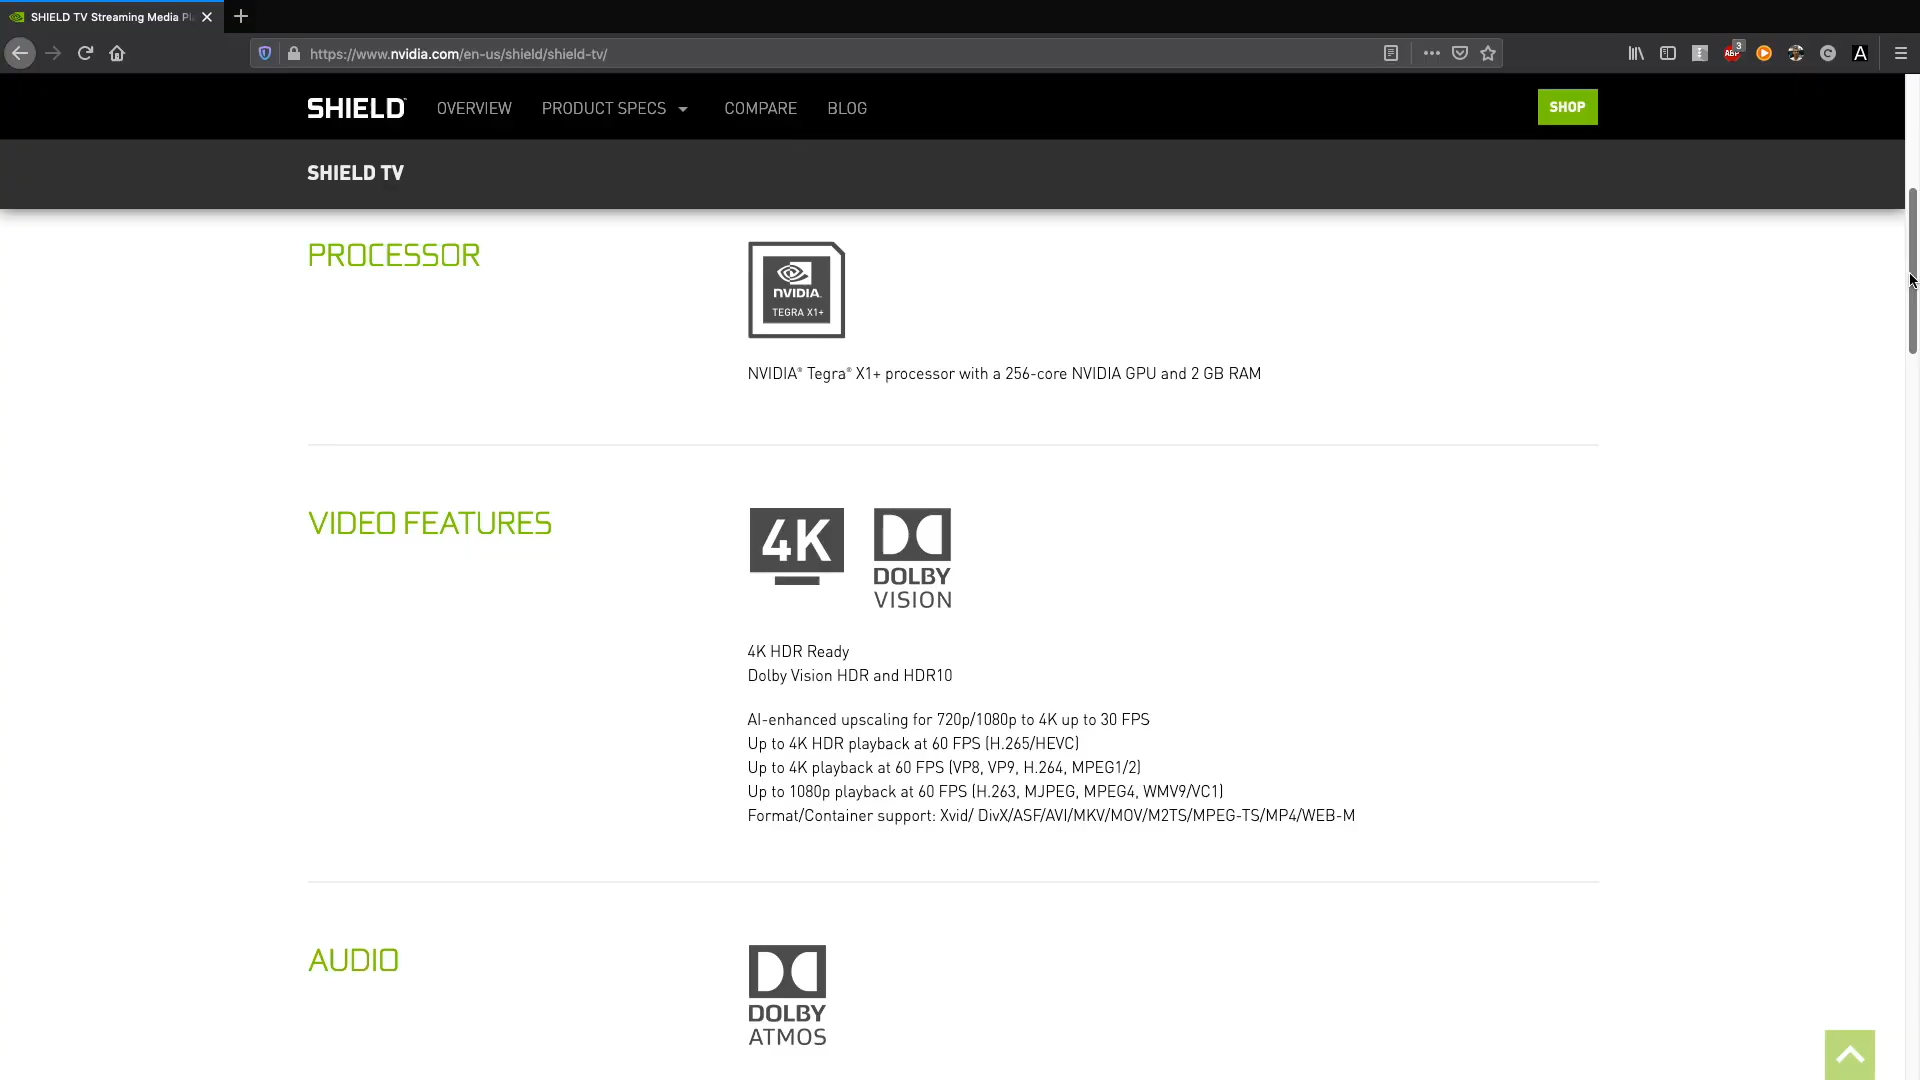 SHIELD TV Streaming Media Pl
https://www.nvidia.com/en-us/shield/shield-tv/
3
ABP
C
A
SHIELD
OVERVIEW
PRODUCT SPECS
COMPARE
BLOG
SHOP
SHIELD TV
PROCESSOR
NVIDIA.
TEGRA X1+
NVIDIA® Tegra® X1+ processor with a 256-core NVIDIA GPU and 2 GB RAM
VIDEO FEATURES
4K
DOLBY
VISION
4K HDR Ready
Dolby Vision HDR and HDR10
AI-enhanced upscaling for 720p/1080p to 4K up to 30 FPS
Up to 4K HDR playback at 60 FPS (H.265/HEVC)
Up to 4K playback at 60 FPS (VP8, VP9, H.264, MPEG1/2)
Up to 1080p playback at 60 FPS (H.263, MJPEG, MPEG4, WMV9/VC1)
Format/Container support: Xvid/ DivX/ASF/AVI/MKV/MOV/M2TS/MPEG-TS/MP4/WEB-M
AUDIO
DOLBY
ATMOS